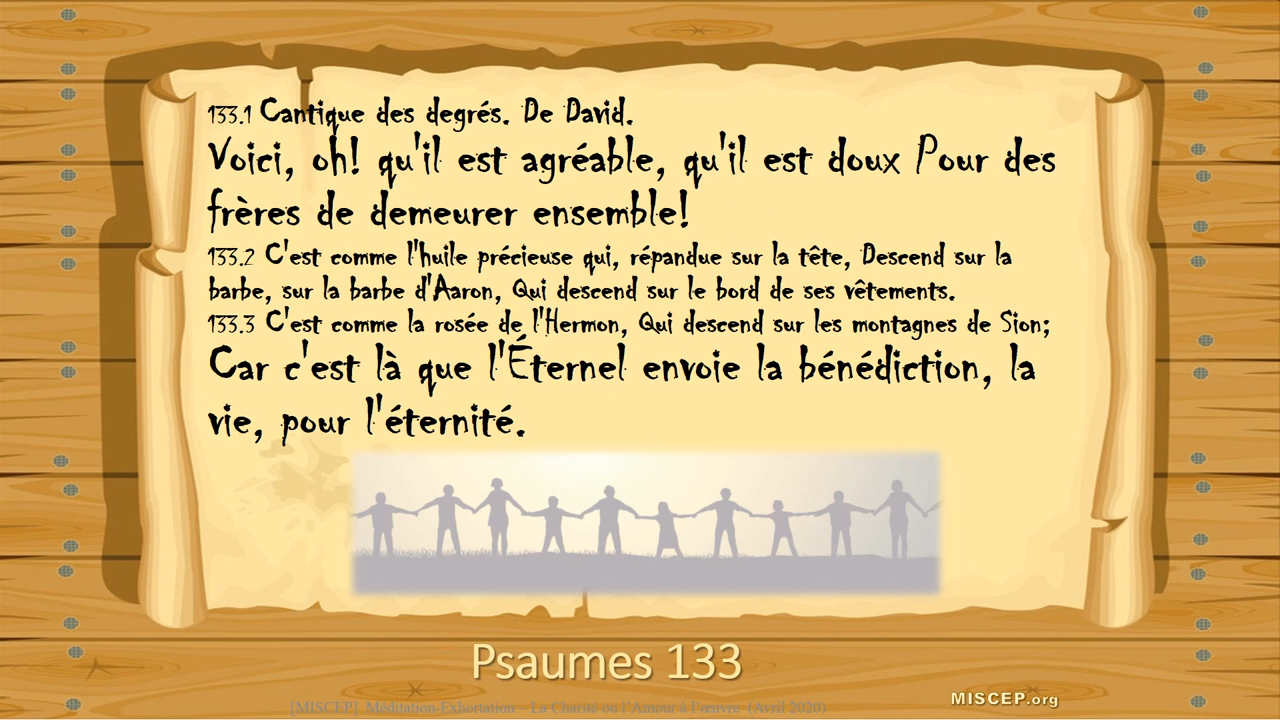 133.1 Cantique des degrés. De David.
Voici, oh! qu'il est agréable, qu'il est doux Pour des
frères de demeurer ensemble!
133.2 C'est comme l'huile précieuse qui, répandue sur la tête, Descend sur la
barbe, sur la barbe d'Aaron, Qui descend sur le bord de ses vêtements.
133.3 C'est comme la rosée de l'Hermon, Qui descend sur les montagnes de Sion;
Car c'est là que l'Éternel envoie la bénédiction, la
vie, pour l'éternité.
Psaumes 133
MISCEP.org
[MISCEP] Méditation-Exhortation – La Charité ou l'Amour à l'œuvre (Avril 2020)